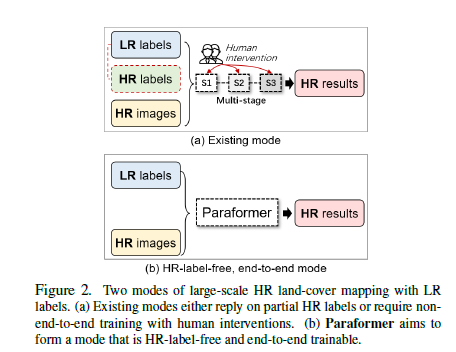 LR labels
HR labels
HR images
Human
intervention
S1
S2
S3
Multi-stage
HR results
(a) Existing mode
LR labels
HR images
Paraformer
HR results
(b) HR-label-free, end-to-end mode
Figure 2. Two modes of large-scale HR land-cover mapping with LR
labels. (a) Existing modes either reply on partial HR labels or require non-
end-to-end training with human interventions. (b) Paraformer aims to
form a mode that is HR-label-free and end-to-end trainable.